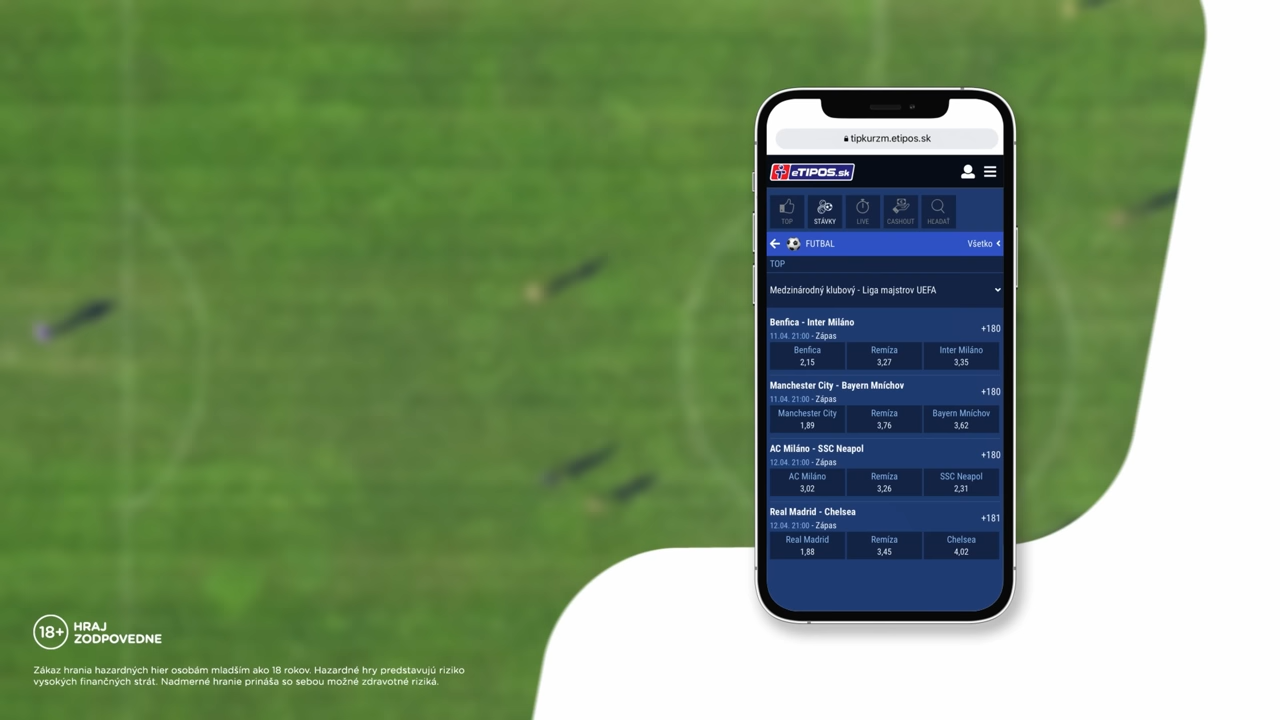 tipkurzm.etipos.sk
eTIPOS.sk
TOP
STÁVKY
LIVE
CASHOUT
HĽADAŤ
FUTBAL
Všetko
TOP
Medzinárodný klubový - Liga majstrov UEFA
Benfica - Inter Miláno
+180
11.04. 21:00 - Zápas
Benfica Remíza Inter Miláno
2,15 3,27 3,35
Manchester City - Bayern Mníchov
+180
11.04. 21:00 - Zápas
Manchester City Remíza Bayern Mníchov
1,89 3,76 3,62
AC Miláno - SSC Neapol
+180
12.04. 21:00 - Zápas
AC Miláno Remíza SSC Neapol
3,02 3,26 2,31
Real Madrid - Chelsea
+181
12.04. 21:00 - Zápas
Real Madrid Remíza Chelsea
1,88 3,45 4,02
18+
HRAJ
ZODPOVEDNE
Zákaz hrania hazardných hier osobám mladším ako 18 rokov. Hazardné hry predstavujú riziko
vysokých finančných strát. Nadmerné hranie prináša so sebou možné zdravotné riziká.